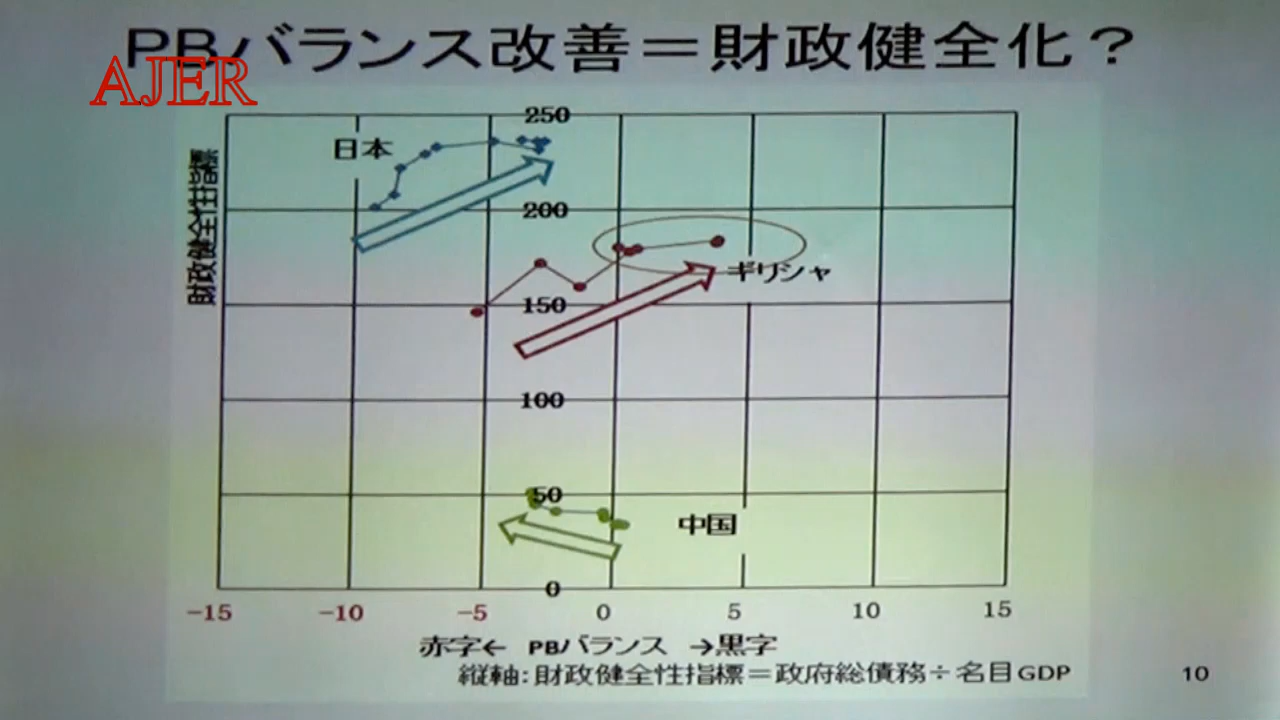 PBバランス改善＝財政健全化？
AJER
財政健全性指標
250
日本
200
ギリシャ
150
100
50
中国
0
−15 −10 −5 0 5 10 15
赤字← PBバランス →黒字
縦軸：財政健全性指標＝政府総債務÷名目GDP
10